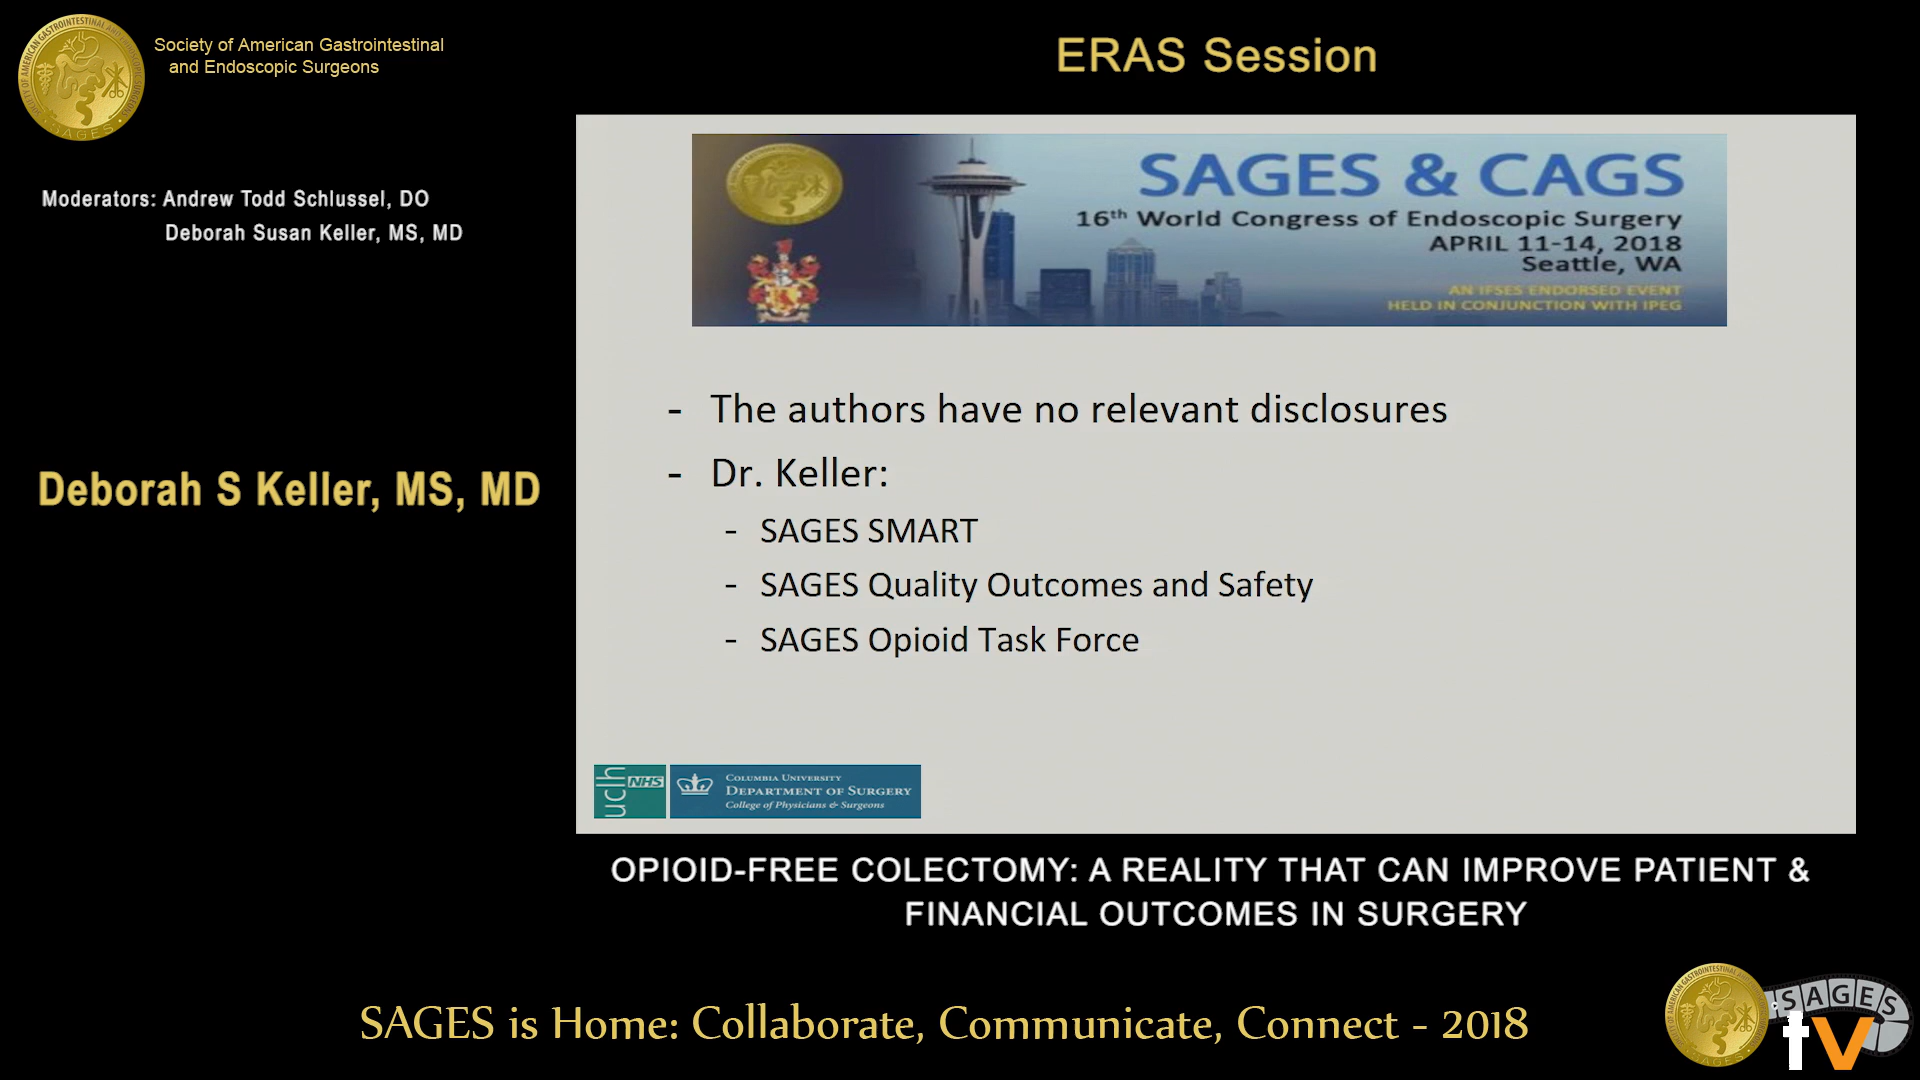 Society of American Gastrointestinal
and Endoscopic Surgeons
ERAS Session
Moderators: Andrew Todd Schlussel, DO
Deborah Susan Keller, MS, MD
Deborah S Keller, MS, MD
SAGES & CAGS
16th World Congress of Endoscopic Surgery
APRIL 11-14, 2018
Seattle, WA
AN IFSES ENDORSED EVENT
HELD IN CONJUNCTION WITH IPEG
- The authors have no relevant disclosures
- Dr. Keller:
- SAGES SMART
- SAGES Quality Outcomes and Safety
- SAGES Opioid Task Force
uclh NHS
COLUMBIA UNIVERSITY
DEPARTMENT OF SURGERY
College of Physicians & Surgeons
OPIOID-FREE COLECTOMY: A REALITY THAT CAN IMPROVE PATIENT &
FINANCIAL OUTCOMES IN SURGERY
SAGES is Home: Collaborate, Communicate, Connect - 2018
SAGES
tv